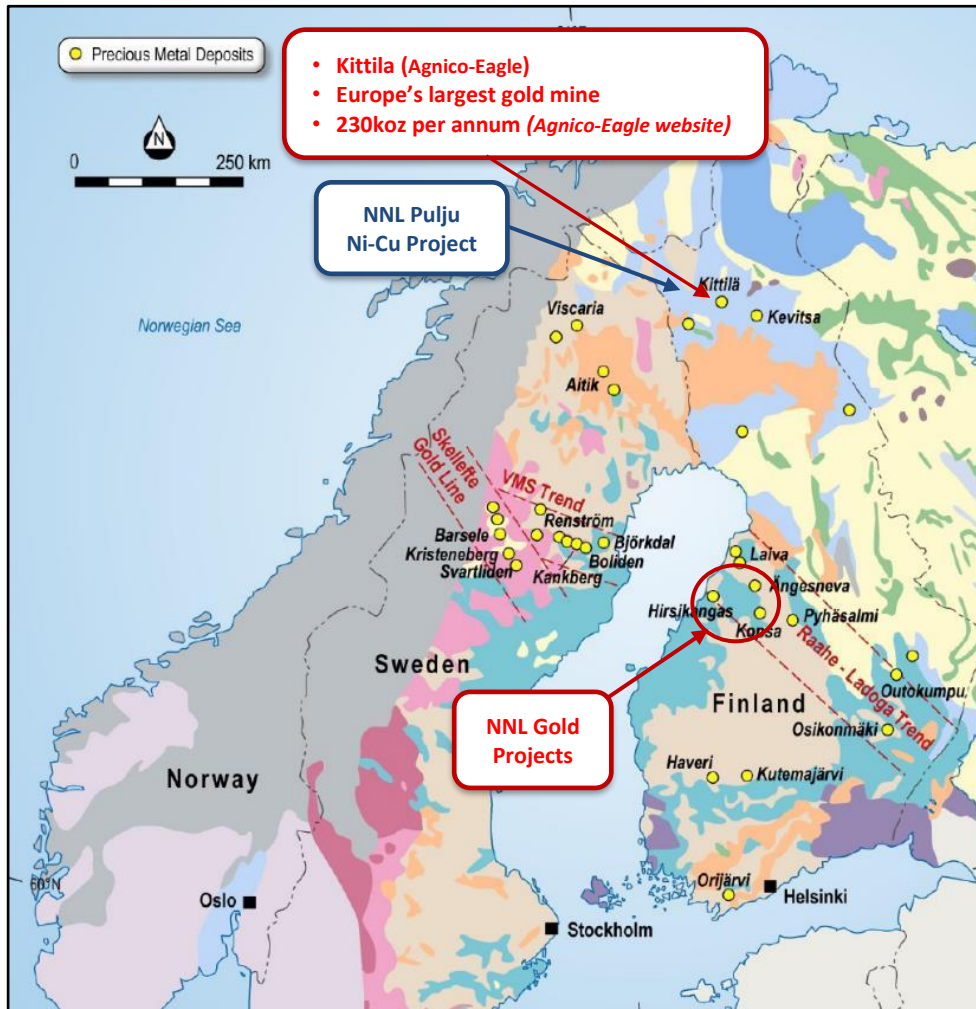 Precious Metal Deposits
• Kittila (Agnico-Eagle)
• Europe's largest gold mine
• 230koz per annum (Agnico-Eagle website)
N
0 250 km
NNL Pulju
Ni-Cu Project
Kittilä
Kevitsa
Norwegian Sea
Viscaria
Aitik
Skellefte
Gold Line
VMS Trend
Renström
Barsele
Björkdal
Kristeneberg
Boliden
Svartliden
Kankberg
Laiva
Ängesneva
Hirsikangas
Kopsa
Pyhäsalmi
Raahe - Ladoga Trend
Sweden
Outokumpu
Finland
Osikonmäki
NNL Gold
Projects
Norway
Haveri
Kutemajärvi
60°N
Orijärvi
Oslo
Helsinki
Stockholm